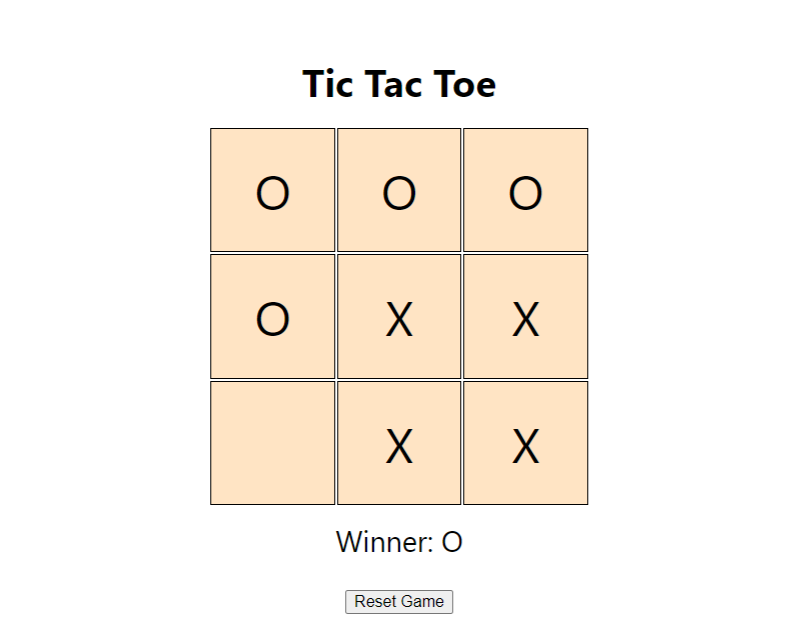 Tic Tac Toe
O O O
O X X
X X
Winner: O
Reset Game